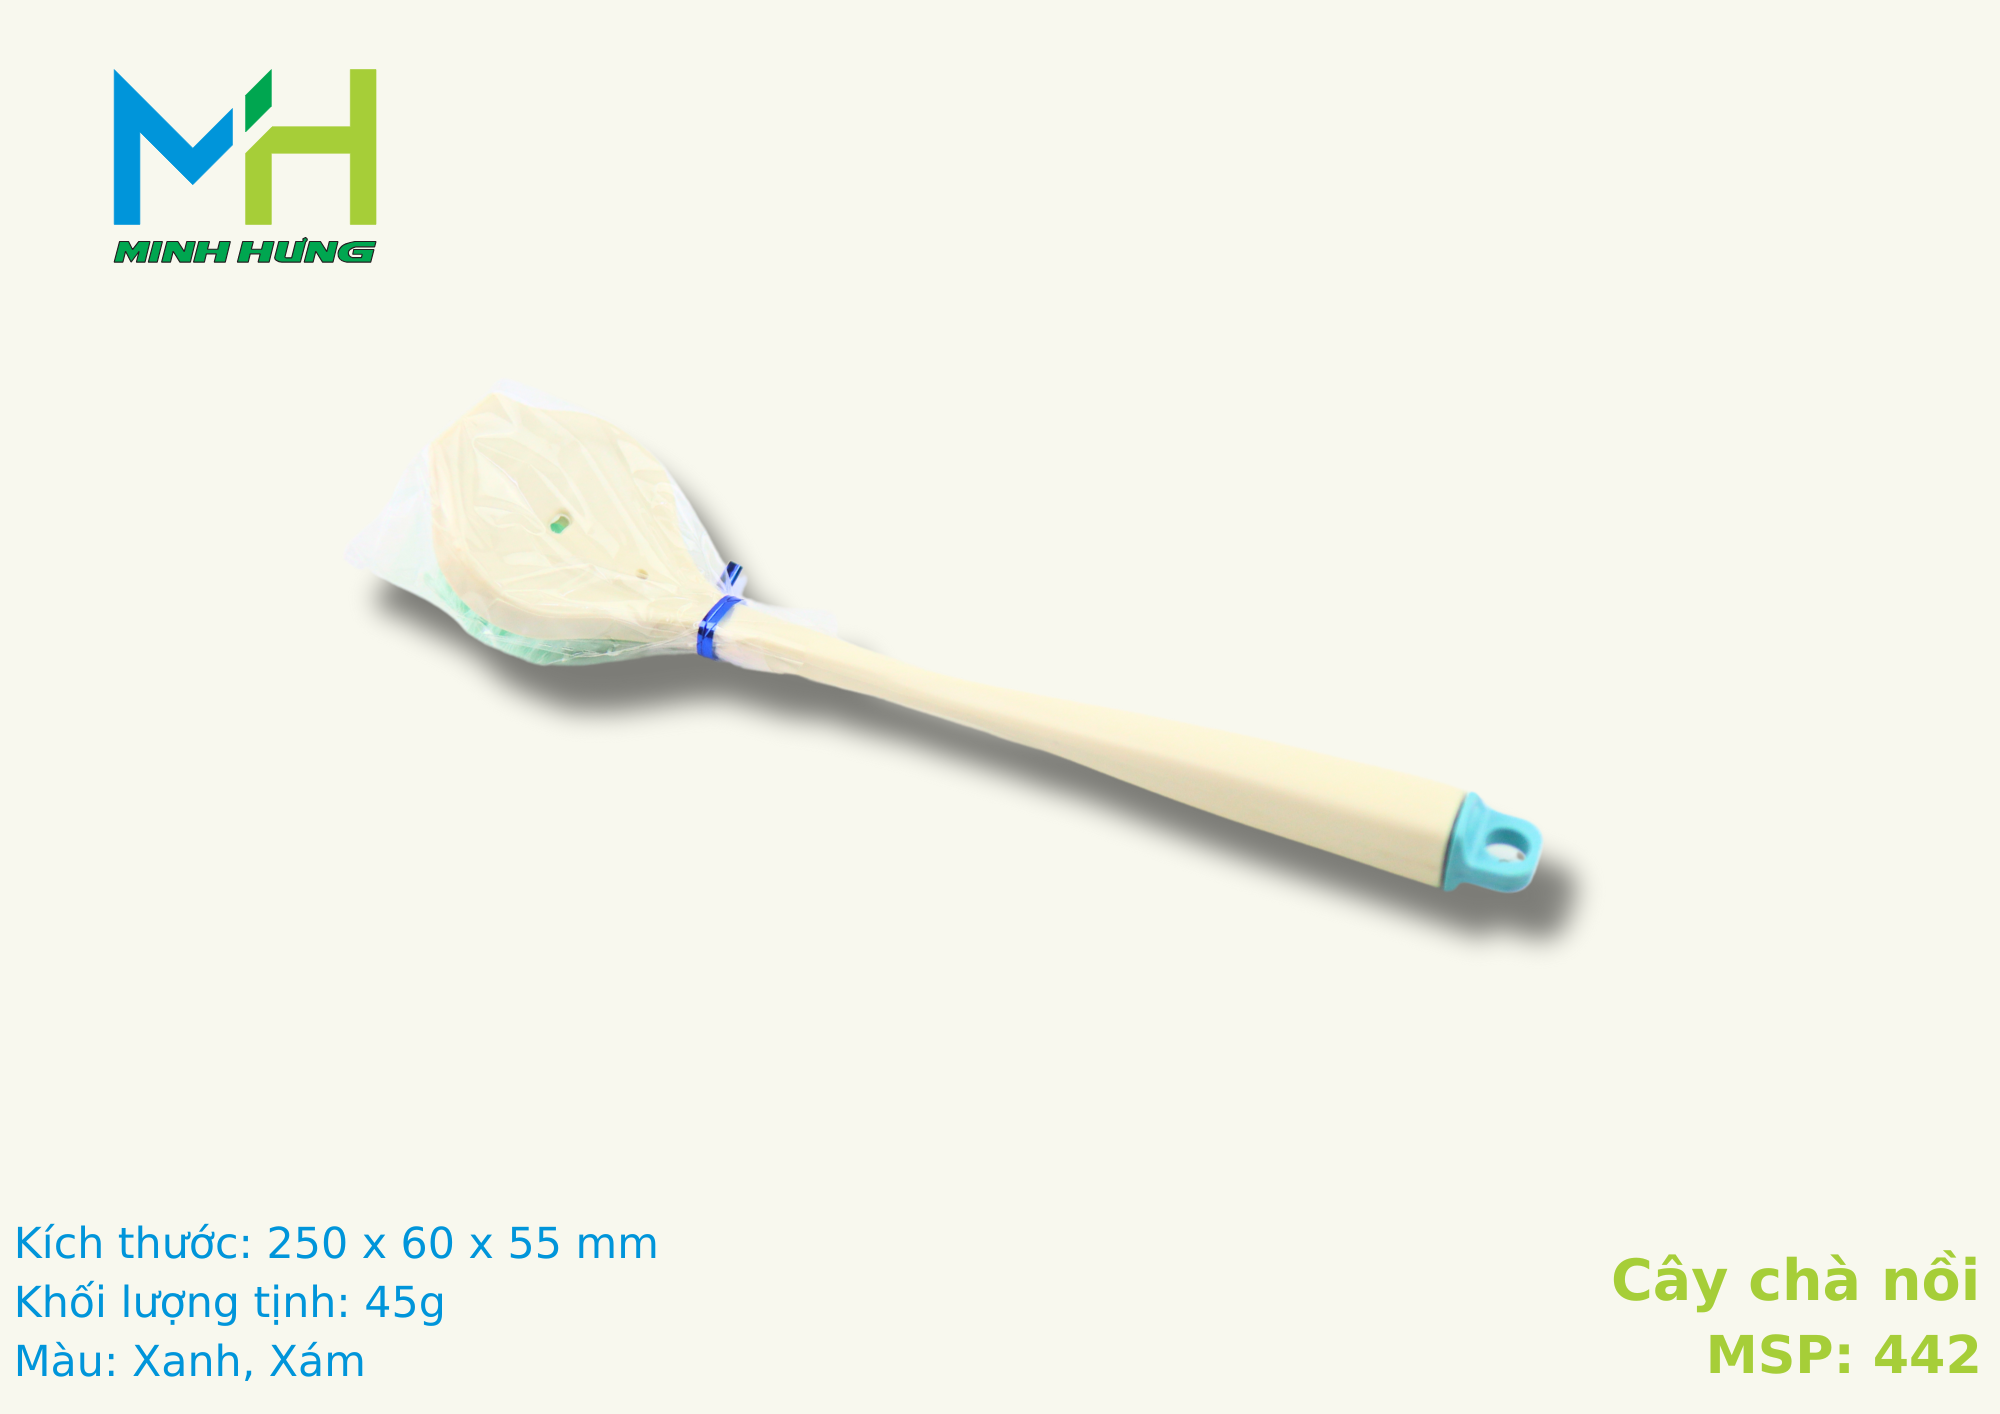 MINH HƯNG
Kích thước: 250 x 60 x 55 mm
Khối lượng tịnh: 45g
Màu: Xanh, Xám
Cây chà nồi
MSP: 442